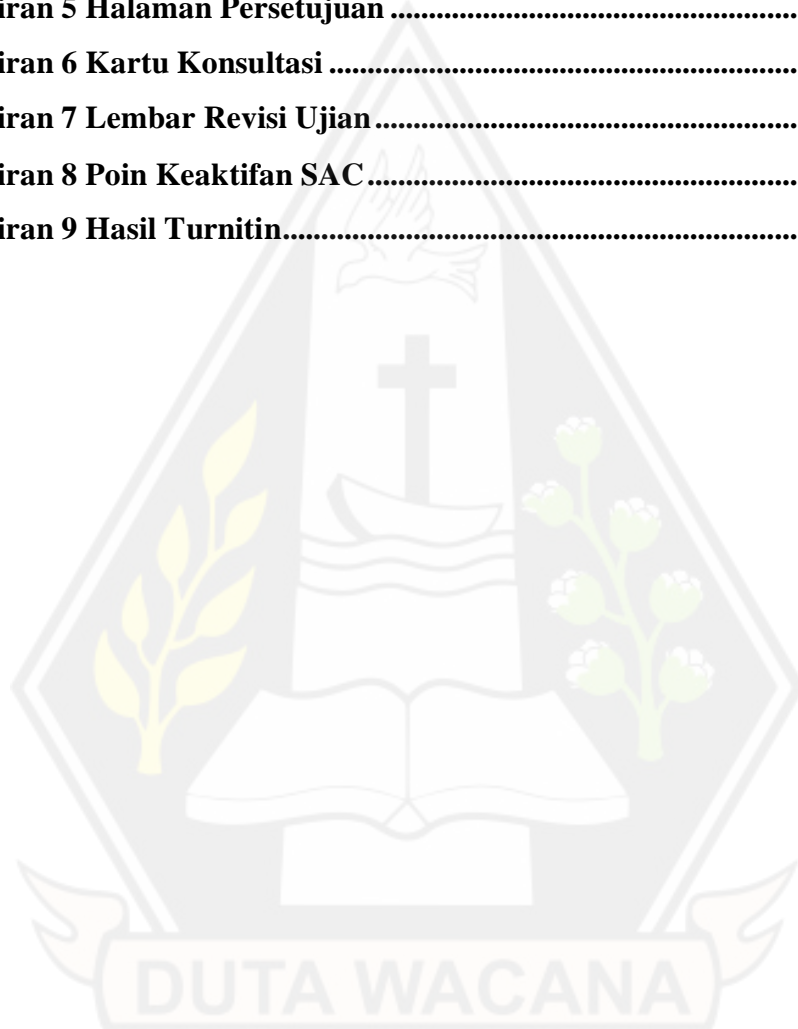 iran 5 Halaman Persetujuan .....................................................
iran 6 Kartu Konsultasi .............................................................
iran 7 Lembar Revisi Ujian .......................................................
iran 8 Poin Keaktifan SAC ........................................................
iran 9 Hasil Turnitin...................................................................
DUTA WACANA